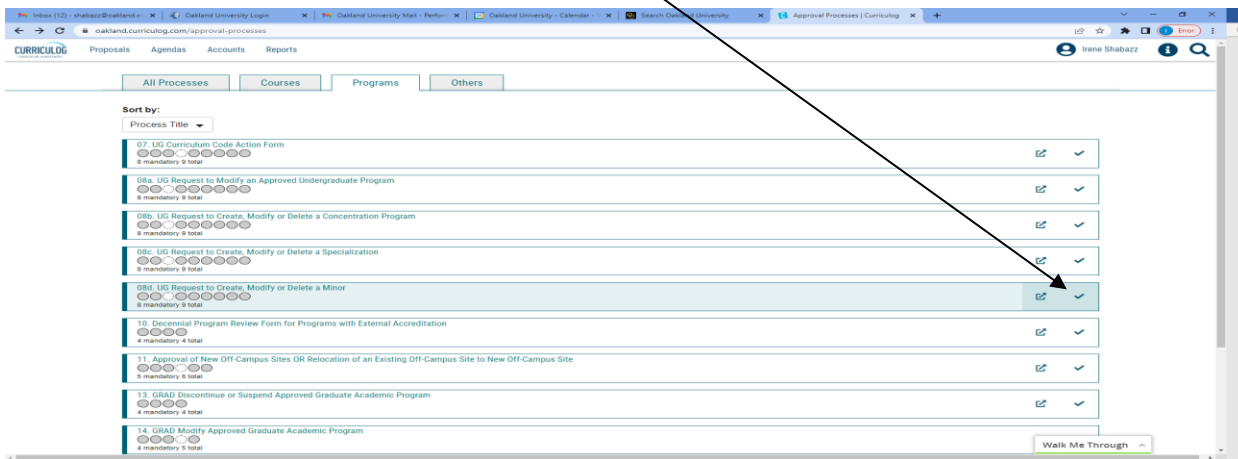 Inbox (12) - shabazz@oakland.e
Oakland University Login
Oakland University Mail - Perform
Oakland University - Calendar -
Search Oakland University
Approval Processes | Curriculog
oakland.curriculog.com/approval-processes
Error
CURRICULOG
Proposals Agendas Accounts Reports
Irene Shabazz
All Processes Courses Programs Others
Sort by:
Process Title
07. UG Curriculum Code Action Form
8 mandatory 9 total
08a. UG Request to Modify an Approved Undergraduate Program
8 mandatory 9 total
08b. UG Request to Create, Modify or Delete a Concentration Program
8 mandatory 9 total
08c. UG Request to Create, Modify or Delete a Specialization
8 mandatory 9 total
08d. UG Request to Create, Modify or Delete a Minor
8 mandatory 9 total
10. Decennial Program Review Form for Programs with External Accreditation
4 mandatory 4 total
11. Approval of New Off-Campus Sites OR Relocation of an Existing Off-Campus Site to New Off-Campus Site
5 mandatory 6 total
13. GRAD Discontinue or Suspend Approved Graduate Academic Program
4 mandatory 4 total
14. GRAD Modify Approved Graduate Academic Program
4 mandatory 5 total
Walk Me Through